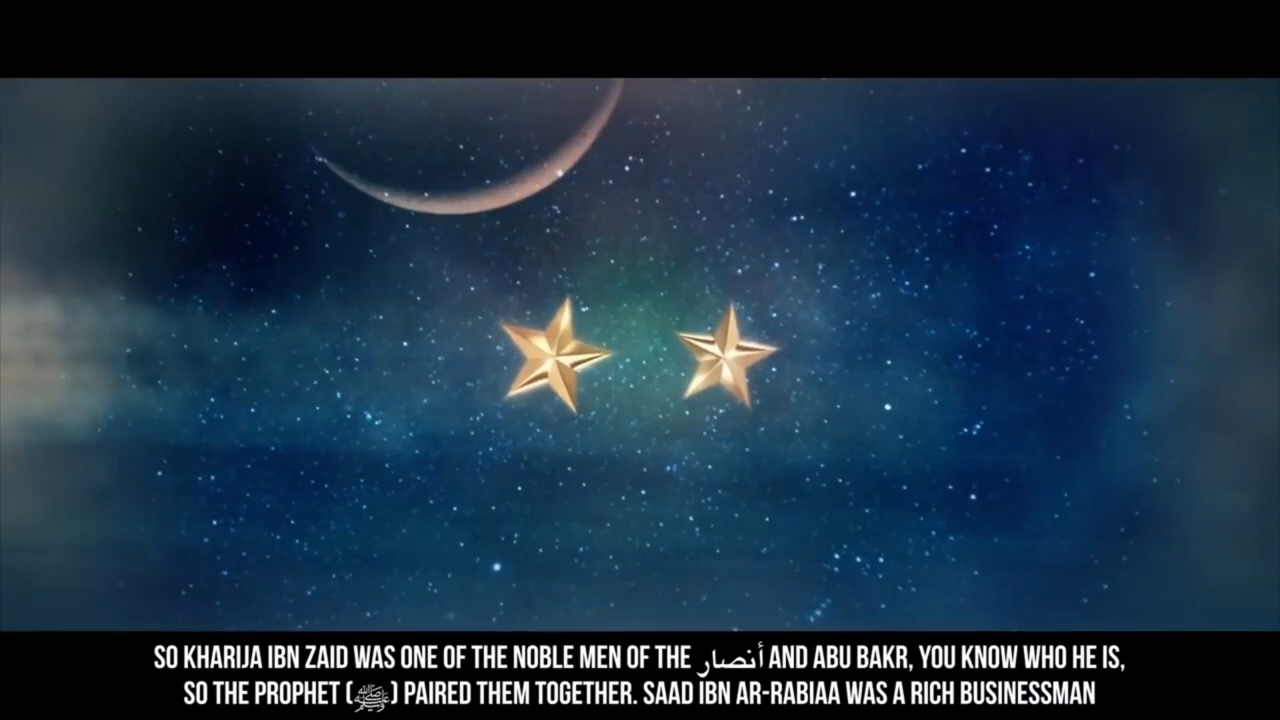 SO KHARIJA IBN ZAID WAS ONE OF THE NOBLE MEN OF THE أنصار AND ABU BAKR, YOU KNOW WHO HE IS,
SO THE PROPHET (ﷺ) PAIRED THEM TOGETHER. SAAD IBN AR-RABIAA WAS A RICH BUSINESSMAN